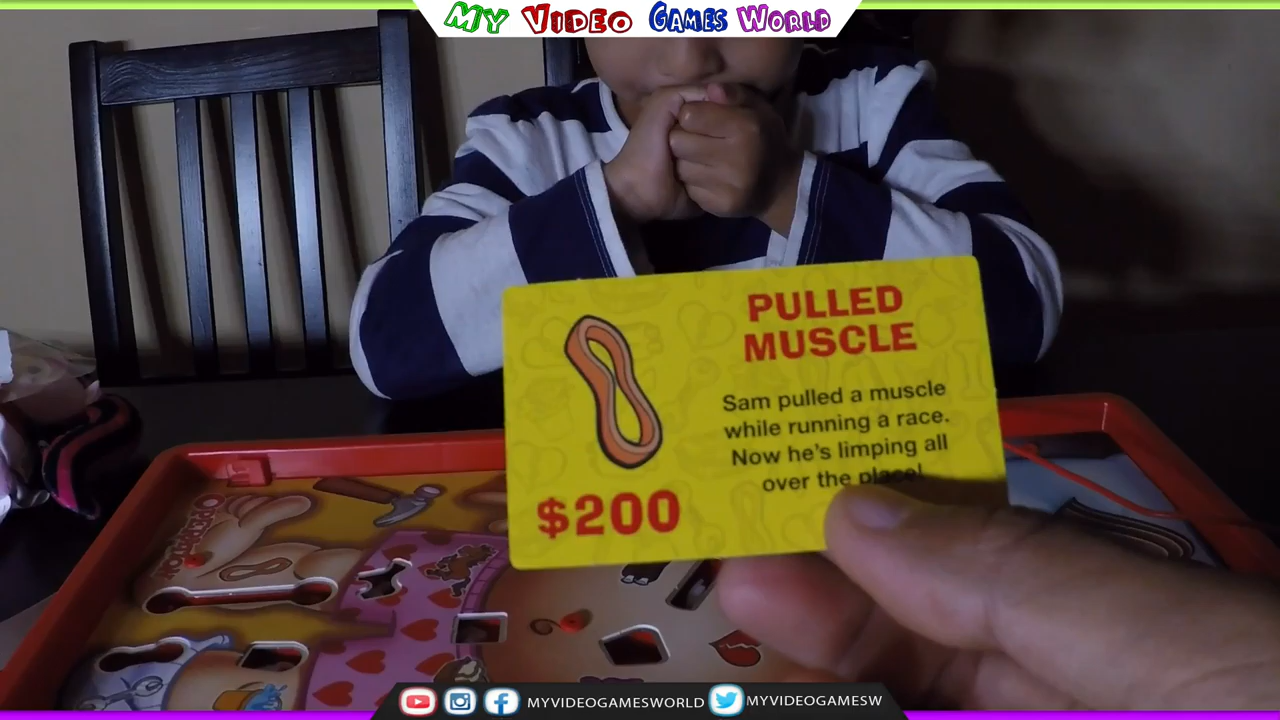 My Video Games World
PULLED
MUSCLE
Sam pulled a muscle
while running a race.
Now he's limping all
over the place!
$200
OPERATION
MYVIDEOGAMESWORLD
MYVIDEOGAMESW